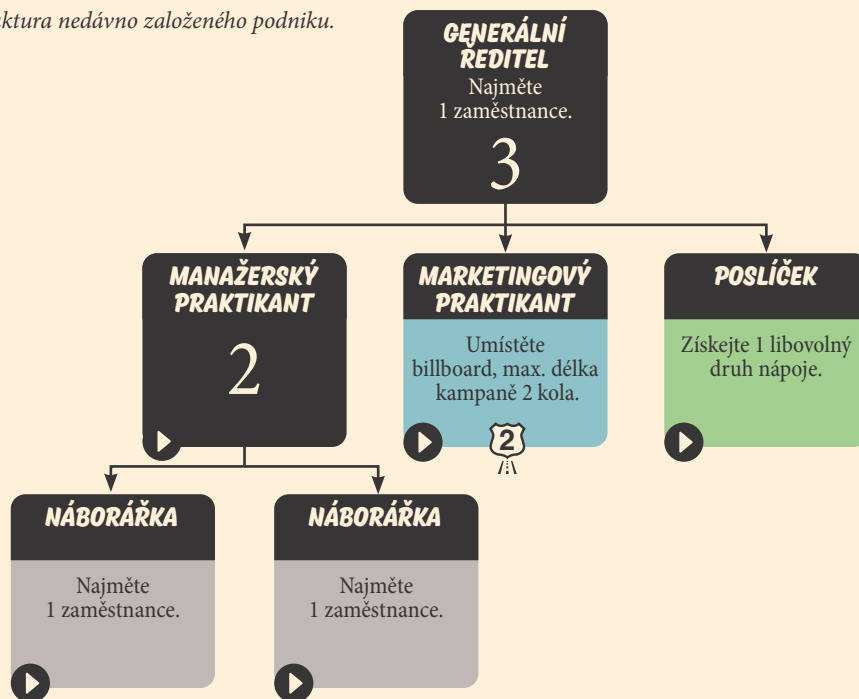 nedávno založeného podniku.
GENERÁLNÍ
ŘEDITEL
Najměte
1 zaměstnance.
3
MANAŽERSKÝ
PRAKTIKANT
2
MARKETINGOVÝ
PRAKTIKANT
Umístěte
billboard, max. délka
kampaně 2 kola.
2
POSLÍČEK
Získejte 1 libovolný
druh nápoje.
NÁBORÁŘKA
Najměte
1 zaměstnance.
NÁBORÁŘKA
Najměte
1 zaměstnance.